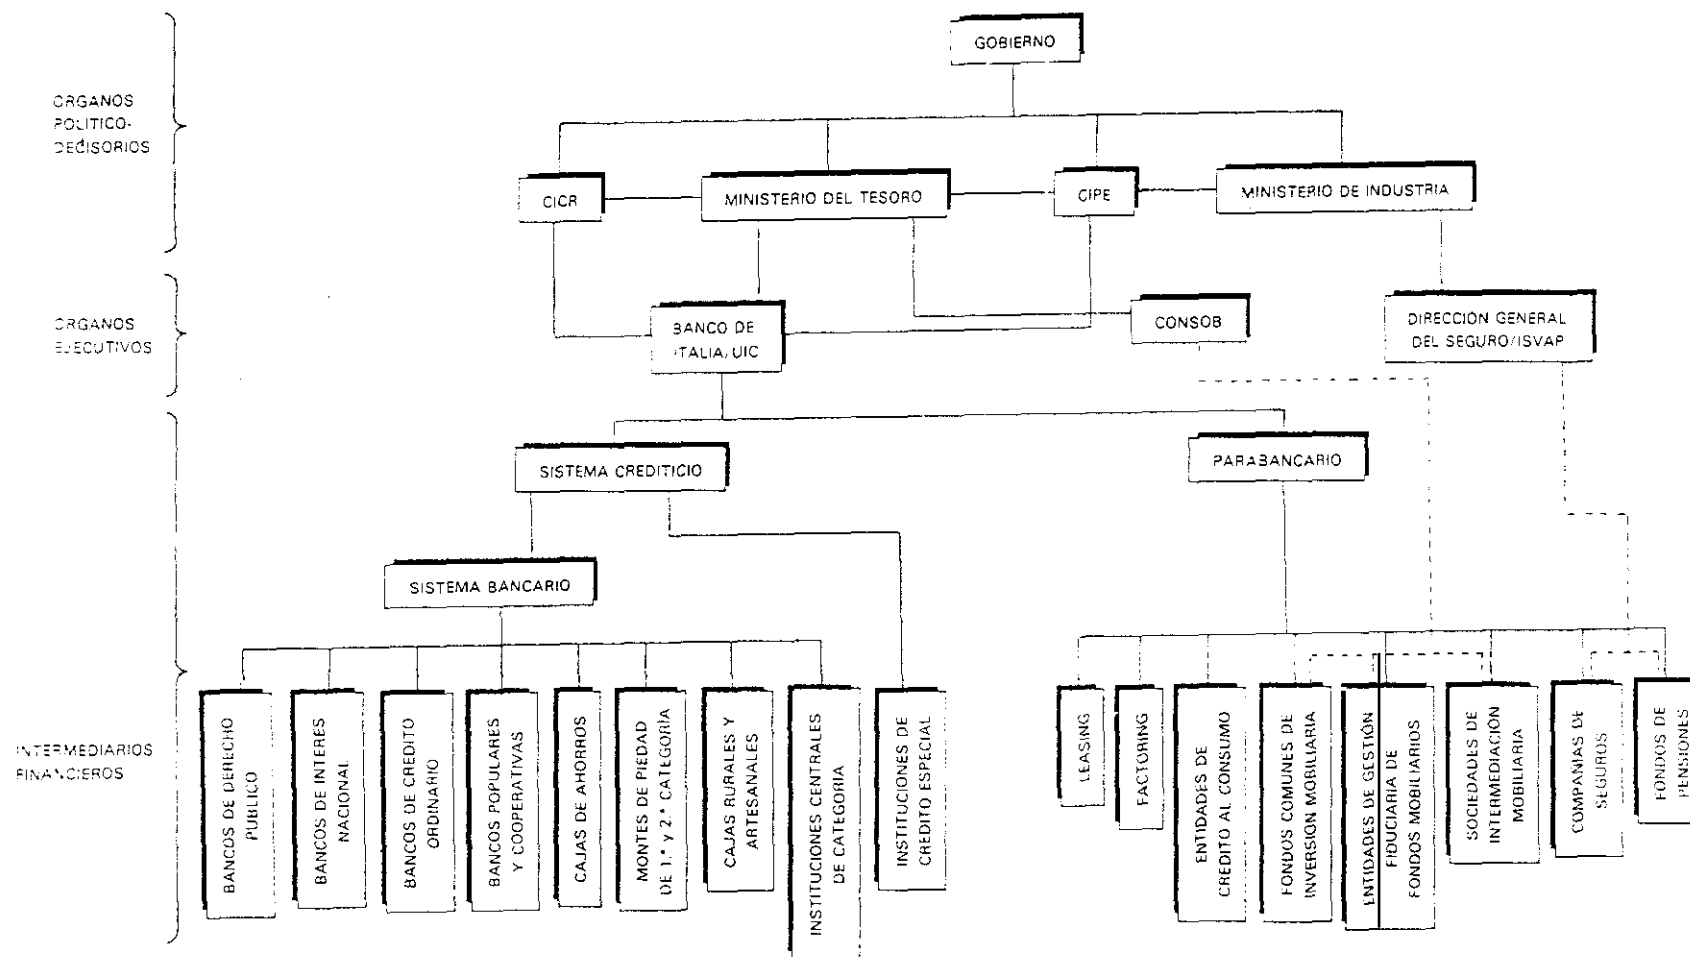 GOBIERNO
ORGANOS
POLITICO-
DECISORIOS
CICR
MINISTERIO DEL TESORO
CIPE
MINISTERIO DE INDUSTRIA
ORGANOS
EJECUTIVOS
BANCO DE
ITALIA/UIC
CONSOB
DIRECCIÓN GENERAL
DEL SEGURO/ISVAP
SISTEMA CREDITICIO
PARABANCARIO
SISTEMA BANCARIO
INTERMEDIARIOS
FINANCIEROS
BANCOS DE DERECHO
PUBLICO
BANCOS DE INTERES
NACIONAL
BANCOS DE CREDITO
ORDINARIO
BANCOS POPULARES
Y COOPERATIVAS
CAJAS DE AHORROS
MONTES DE PIEDAD
DE 1.ª y 2.ª CATEGORÍA
CAJAS RURALES Y
ARTESANALES
INSTITUCIONES CENTRALES
DE CATEGORIA
INSTITUCIONES DE
CREDITO ESPECIAL
LEASING
FACTORING
ENTIDADES DE
CREDITO AL CONSUMO
FONDOS COMUNES DE
INVERSION MOBILIARIA
ENTIDADES DE GESTIÓN
FIDUCIARIA DE
FONDOS MOBILIARIOS
SOCIEDADES DE
INTERMEDIACIÓN
MOBILIARIA
COMPAÑIAS DE
SEGUROS
FONDOS DE
PENSIONES